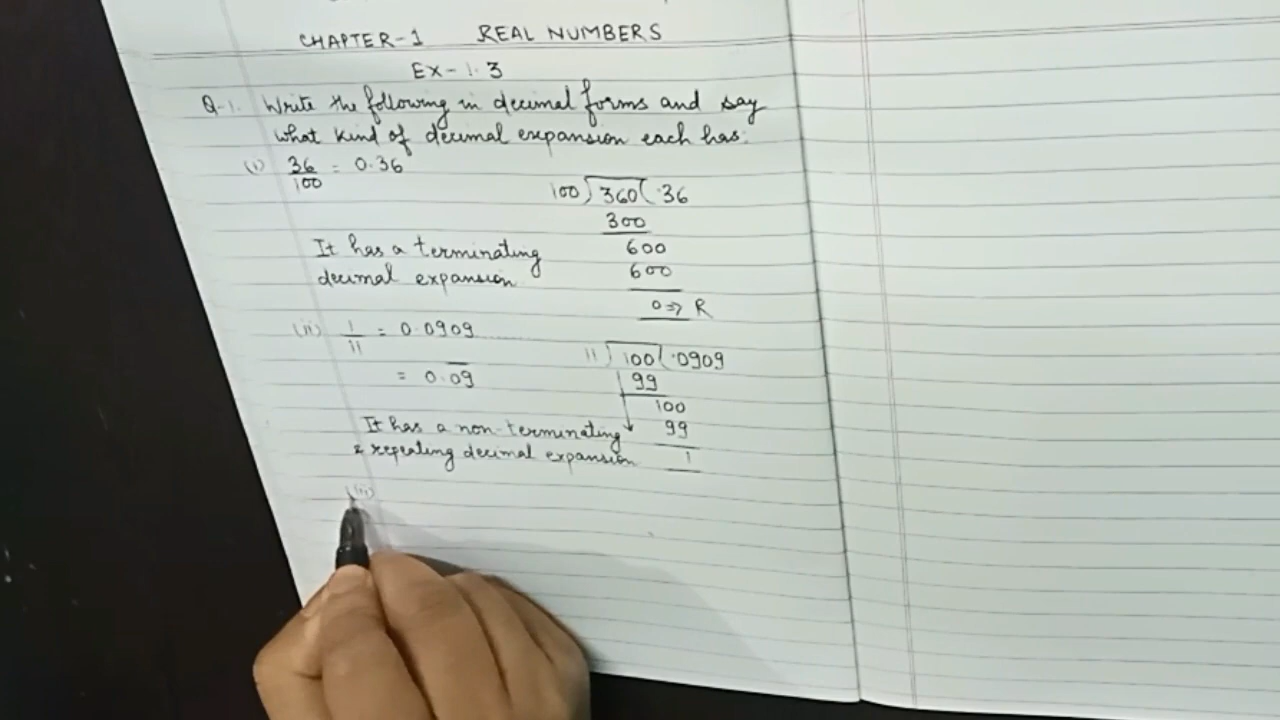 CHAPTER-1 REAL NUMBERS
EX-1.3
Q-1. Write the following in decimal forms and say
what kind of decimal expansion each has:
(i) 36/100 = 0.36
100)360(.36
300
600
600
0 ⇒ R
It has a terminating
decimal expansion
(ii) 1/11 = 0.0909
= 0.0̅9̅
11)100(.0909
99
100
99
1
It has a non-terminating
& repeating decimal expansion
(iii)